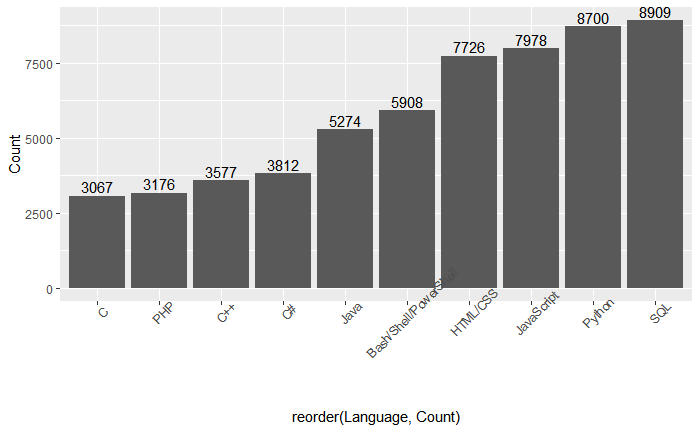 8909
8700
7978
7726
7500
5908
5274
5000
Count
3812
3577
3176
3067
2500
0
C
PHP
C++
C#
Java
Bash/Shell/PowerShell
HTML/CSS
JavaScript
Python
SQL
reorder(Language, Count)